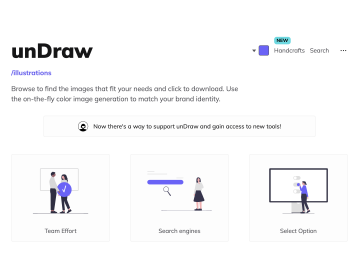 unDraw
NEW
Handcrafts Search ...
/illustrations
Browse to find the images that fit your needs and click to download. Use
the on-the-fly color image generation to match your brand identity.
Now there's a way to support unDraw and gain access to new tools!
Team Effort
Search engines
Select Option